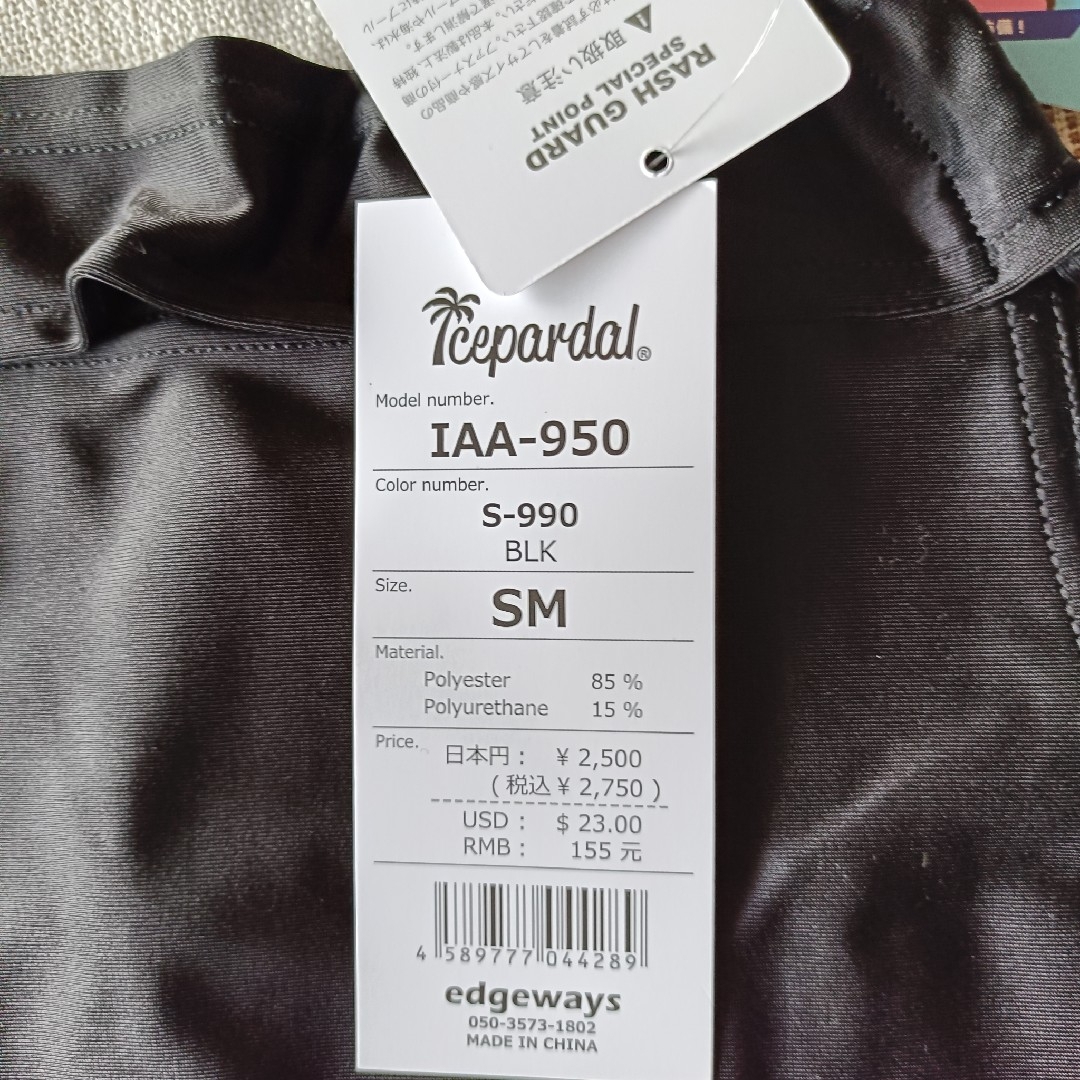 RASH GUARD
SPECIAL POINT
取扱い注意
Icepardal®
Model number.
IAA-950
Color number.
S-990
BLK
Size.
SM
Material.
Polyester 85 %
Polyurethane 15 %
Price.
日本円： ¥ 2,500
( 税込 ¥ 2,750 )
USD： $ 23.00
RMB： 155 元
4 589777 044289
edgeways
050-3573-1802
MADE IN CHINA